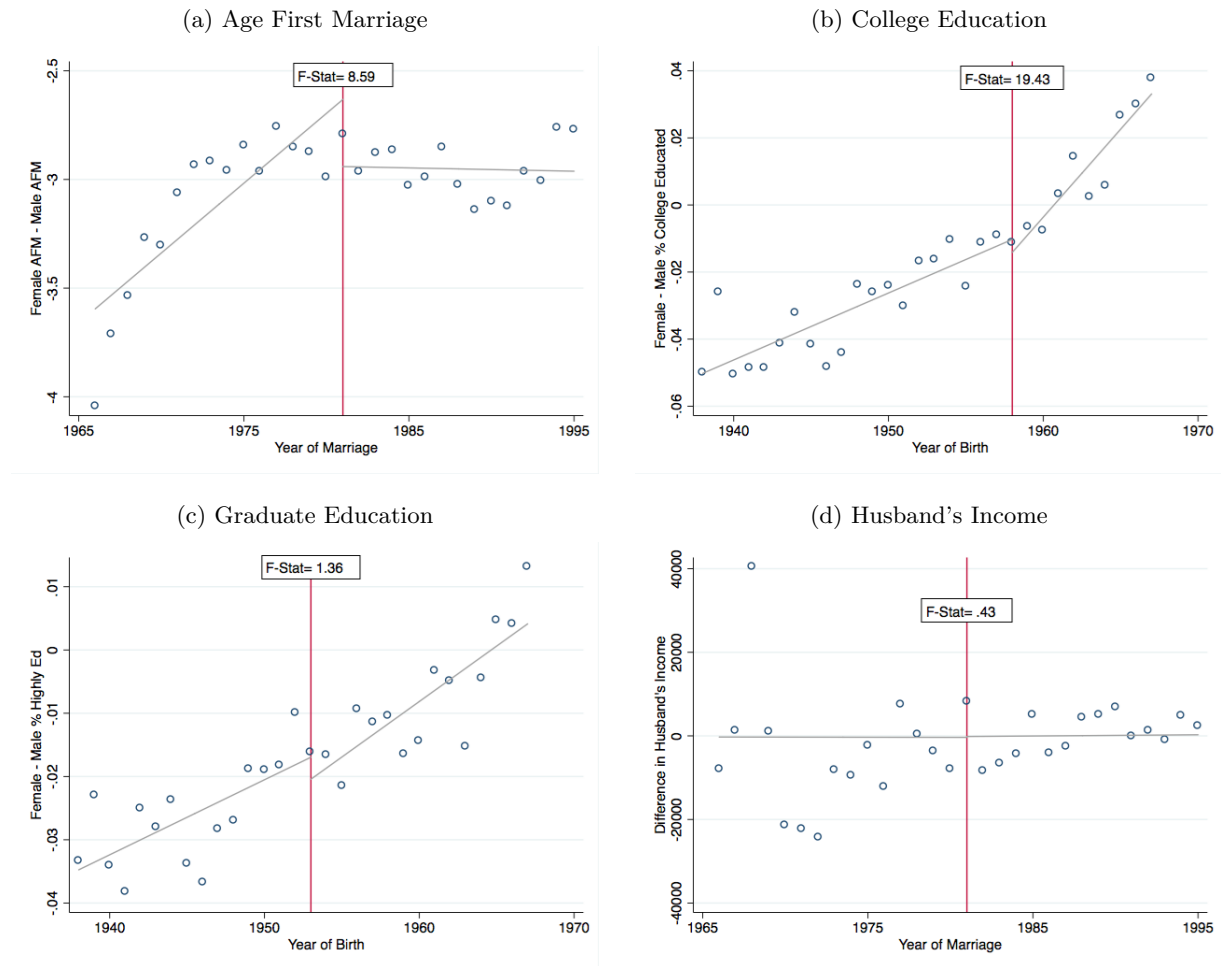 (a) Age First Marriage
F-Stat= 8.59
Female AFM - Male AFM
-2.5
-3
-3.5
-4
1965 1975 1985 1995
Year of Marriage
(b) College Education
F-Stat= 19.43
Female - Male % College Educated
.04
.02
0
-.02
-.04
-.06
1940 1950 1960 1970
Year of Birth
(c) Graduate Education
F-Stat= 1.36
Female - Male % Highly Ed
.01
0
-.01
-.02
-.03
-.04
1940 1950 1960 1970
Year of Birth
(d) Husband's Income
F-Stat= .43
Difference in Husband's Income
40000
20000
0
-20000
-40000
1965 1975 1985 1995
Year of Marriage